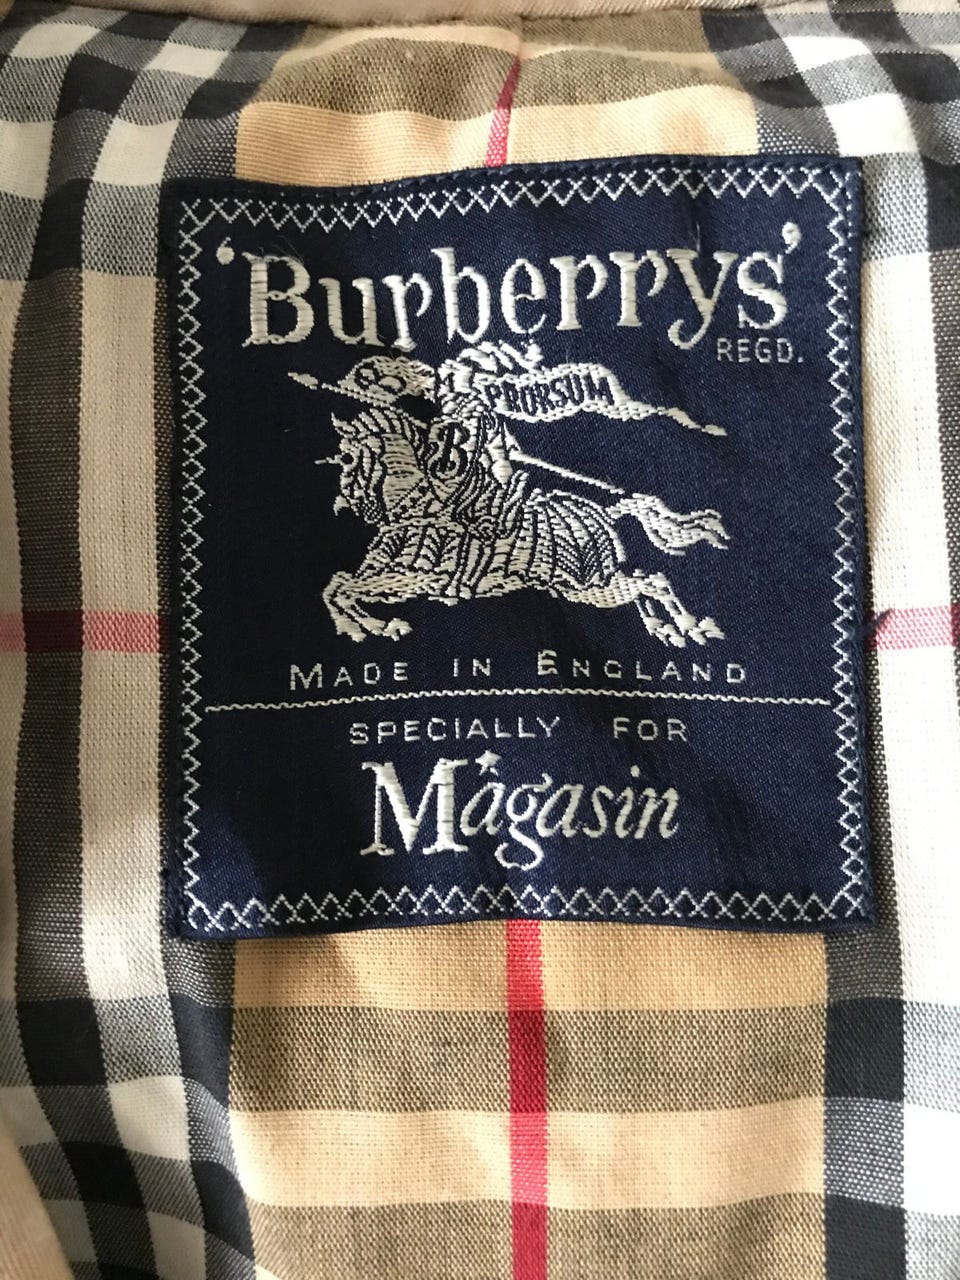 'Burberrys'
REGD.
PRORSUM
B
MADE IN ENGLAND
SPECIALLY FOR
Magasin